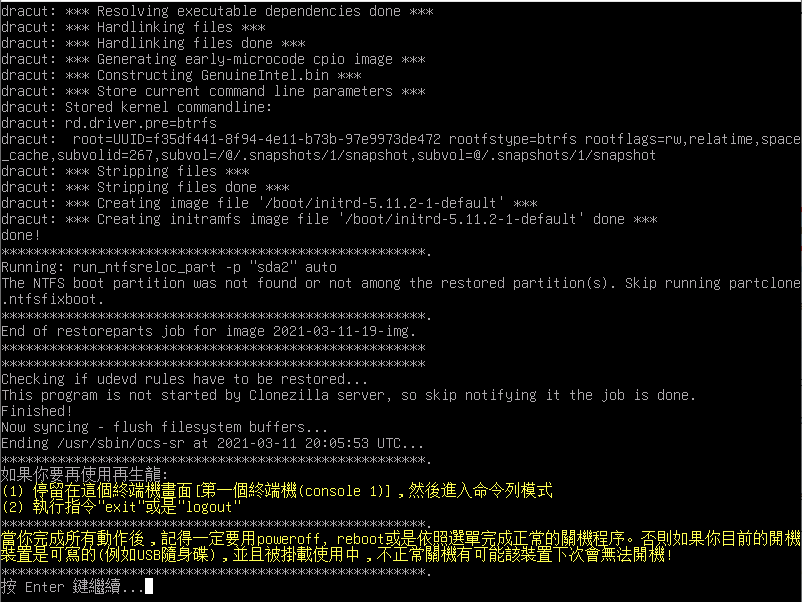 dracut: *** Resolving executable dependencies done ***
dracut: *** Hardlinking files ***
dracut: *** Hardlinking files done ***
dracut: *** Generating early-microcode cpio image ***
dracut: *** Constructing GenuineIntel.bin ***
dracut: *** Store current command line parameters ***
dracut: Stored kernel commandline:
dracut: rd.driver.pre=btrfs
dracut:  root=UUID=f35df441-8f94-4e11-b73b-97e9973de472 rootfstype=btrfs rootflags=rw,relatime,space
_cache,subvolid=267,subvol=/@/.snapshots/1/snapshot,subvol=@/.snapshots/1/snapshot
dracut: *** Stripping files ***
dracut: *** Stripping files done ***
dracut: *** Creating image file '/boot/initrd-5.11.2-1-default' ***
dracut: *** Creating initramfs image file '/boot/initrd-5.11.2-1-default' done ***
done!
*****************************************************.
Running: run_ntfsreloc_part -p "sda2" auto
The NTFS boot partition was not found or not among the restored partition(s). Skip running partclone
.ntfsfixboot.
*****************************************************.
End of restoreparts job for image 2021-03-11-19-img.
*****************************************************
*****************************************************
Checking if udevd rules have to be restored...
This program is not started by Clonezilla server, so skip notifying it the job is done.
Finished!
Now syncing - flush filesystem buffers...
Ending /usr/sbin/ocs-sr at 2021-03-11 20:05:53 UTC...
*****************************************************.
如果你要再使用再生龍:
(1) 停留在這個終端機畫面[第一個終端機(console 1)]，然後進入命令列模式
(2) 執行指令"exit"或是"logout"
*****************************************************.
當你完成所有動作後，記得一定要用poweroff, reboot或是依照選單完成正常的關機程序。否則如果你目前的開機
裝置是可寫的(例如USB隨身碟)，並且被掛載使用中，不正常關機有可能該裝置下次會無法開機!
*****************************************************.
按 Enter 鍵繼續...